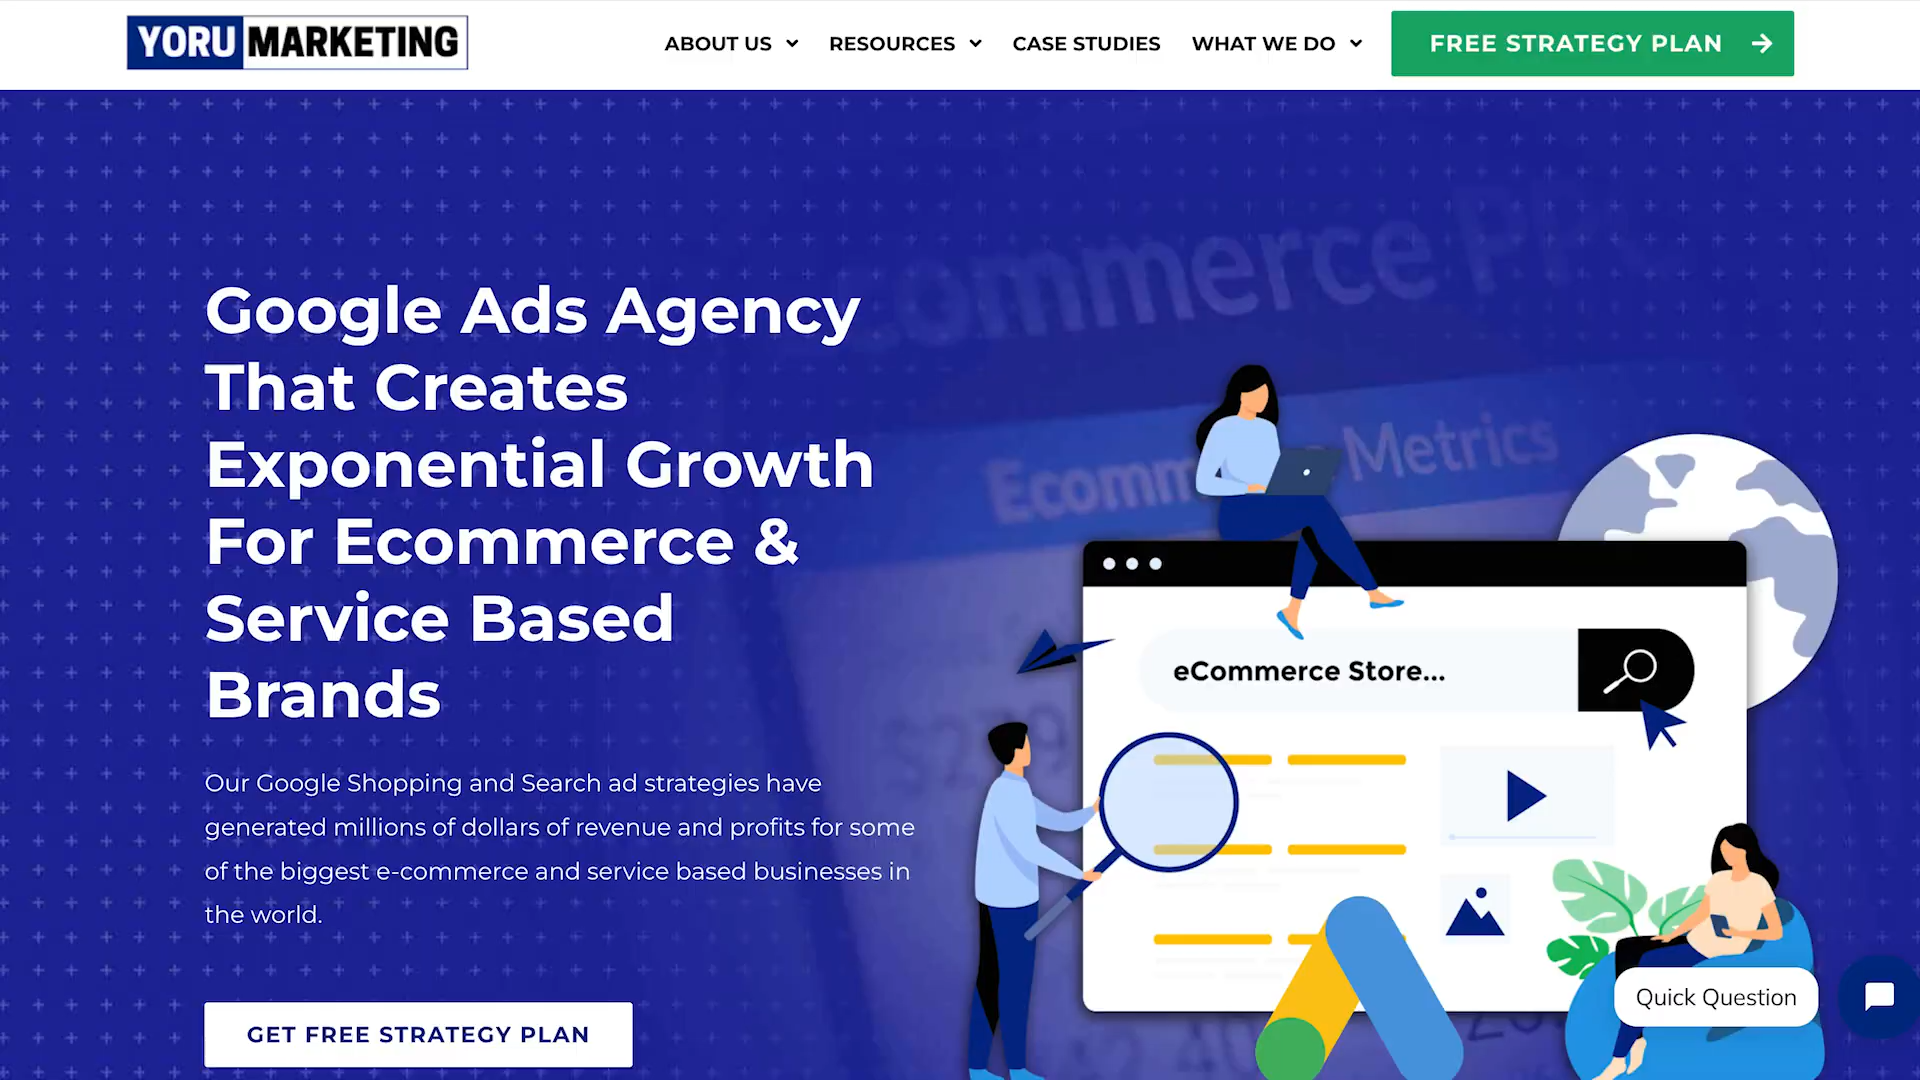 YORU MARKETING
ABOUT US
RESOURCES
CASE STUDIES
WHAT WE DO
FREE STRATEGY PLAN
Google Ads Agency
That Creates
Exponential Growth
For Ecommerce &
Service Based
Brands
Our Google Shopping and Search ad strategies have
generated millions of dollars of revenue and profits for some
of the biggest e-commerce and service based businesses in
the world.
GET FREE STRATEGY PLAN
commerce PP
Ecomm Metrics
eCommerce Store...
Quick Question